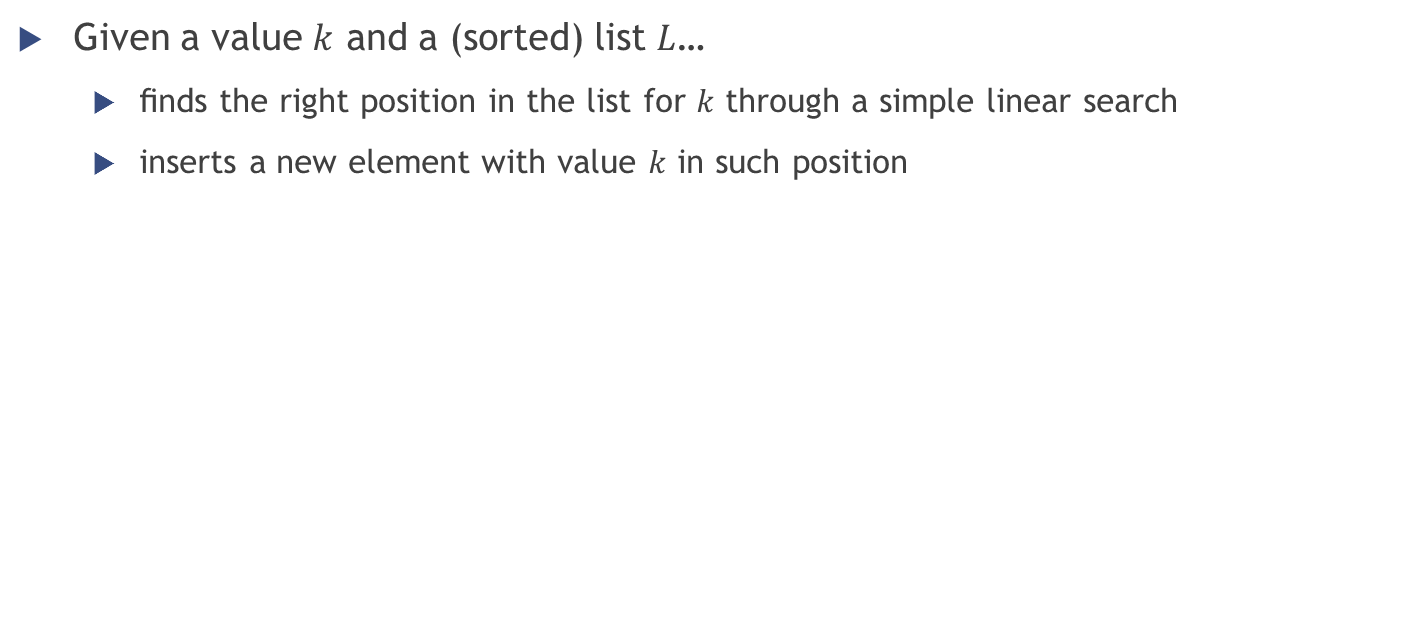 Given a value k and a (sorted) list L…
finds the right position in the list for k through a simple linear search
inserts a new element with value k in such position